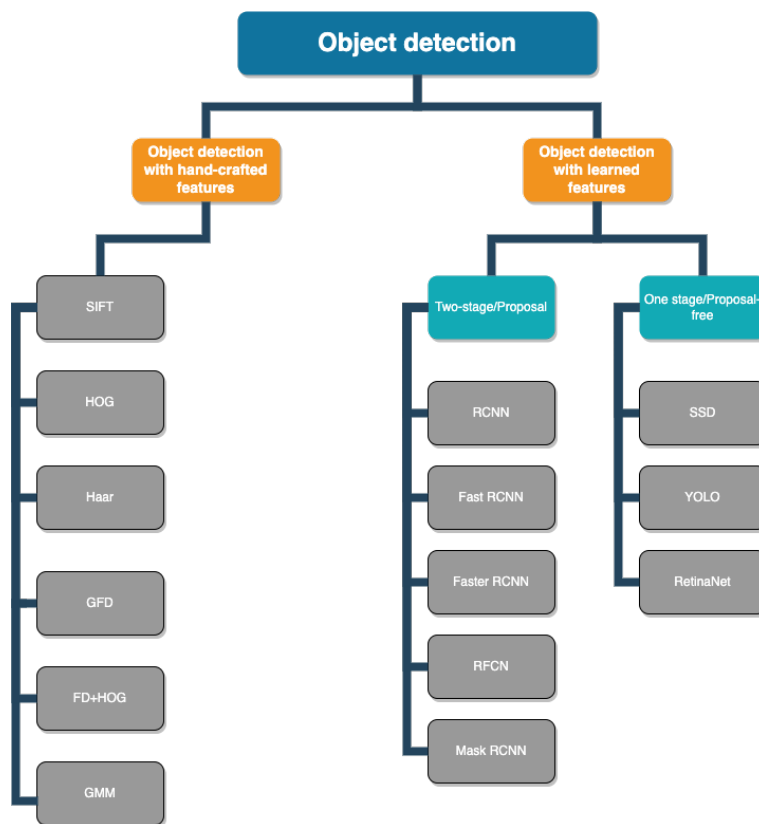 Object detection
Object detection
with hand-crafted
features
Object detection
with learned
features
SIFT
HOG
Haar
GFD
FD+HOG
GMM
Two-stage/Proposal
RCNN
Fast RCNN
Faster RCNN
RFCN
Mask RCNN
One stage/Proposal-
free
SSD
YOLO
RetinaNet